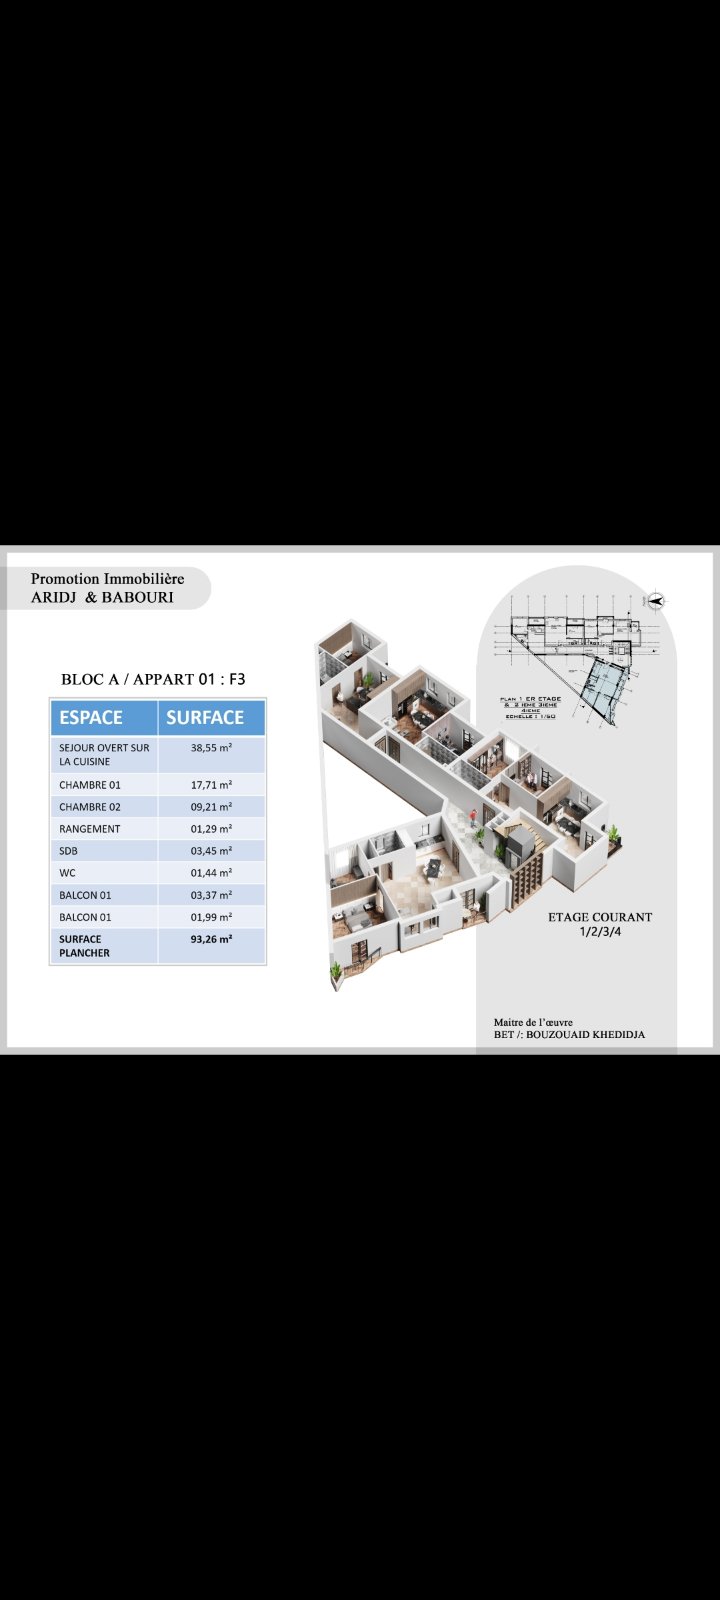 Promotion Immobilière
ARIDJ & BABOURI
BLOC A / APPART 01 : F3
ESPACE SURFACE
SEJOUR OVERT SUR LA CUISINE 38,55 m²
CHAMBRE 01 17,71 m²
CHAMBRE 02 09,21 m²
RANGEMENT 01,29 m²
SDB 03,45 m²
WC 01,44 m²
BALCON 01 03,37 m²
BALCON 01 01,99 m²
SURFACE PLANCHER 93,26 m²
PLAN 1 ER ETAGE
& 2 IEME 3IEME
4IEME
ECHELLE : 1/50
ETAGE COURANT
1/2/3/4
Maitre de l'œuvre
BET /: BOUZOUAID KHEDIDJA